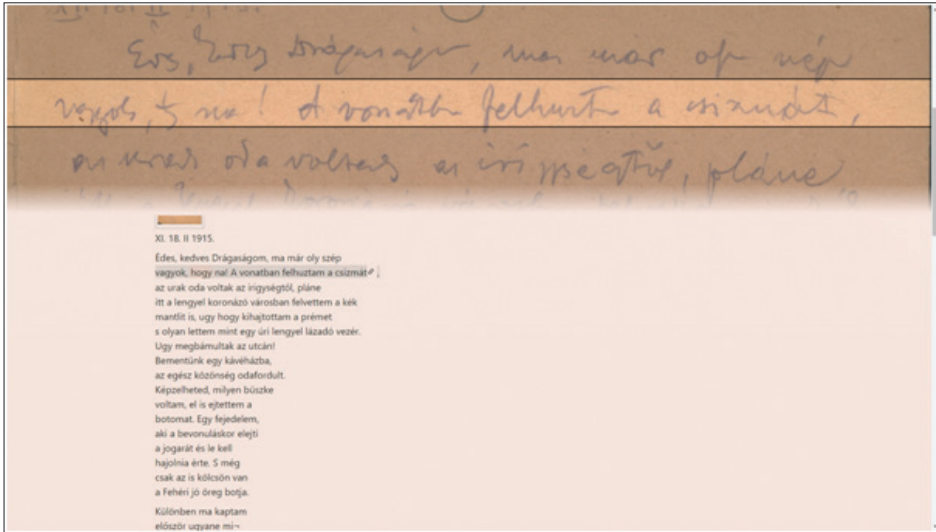 Édes, kedves Drágaságom, ma már oly szép
vagyok, h na! A vonatban felhuztam a csizmát,
az urak oda voltak az irigységtől, pláne
XI. 18. II 1915.
Édes, kedves Drágaságom, ma már oly szép
vagyok, hogy na! A vonatban felhuztam a csizmát ,
az urak oda voltak az irigységtől, pláne
itt a lengyel koronázó városban felvettem a kék
mantlit is, ugy hogy kihajtottam a prémet
s olyan lettem mint egy úri lengyel lázadó vezér.
Ugy megbámultak az utcán!
Bementünk egy kávéházba,
az egész közönség odafordult.
Képzelheted, milyen büszke
voltam, el is ejtettem a
botomat. Egy fejedelem,
aki a bevonuláskor elejti
a jogarát és le kell
hajolnia érte. S még
csak az is kölcsön van
a Fehéri jó öreg botja.
Különben ma kaptam
először ugyane mi¬